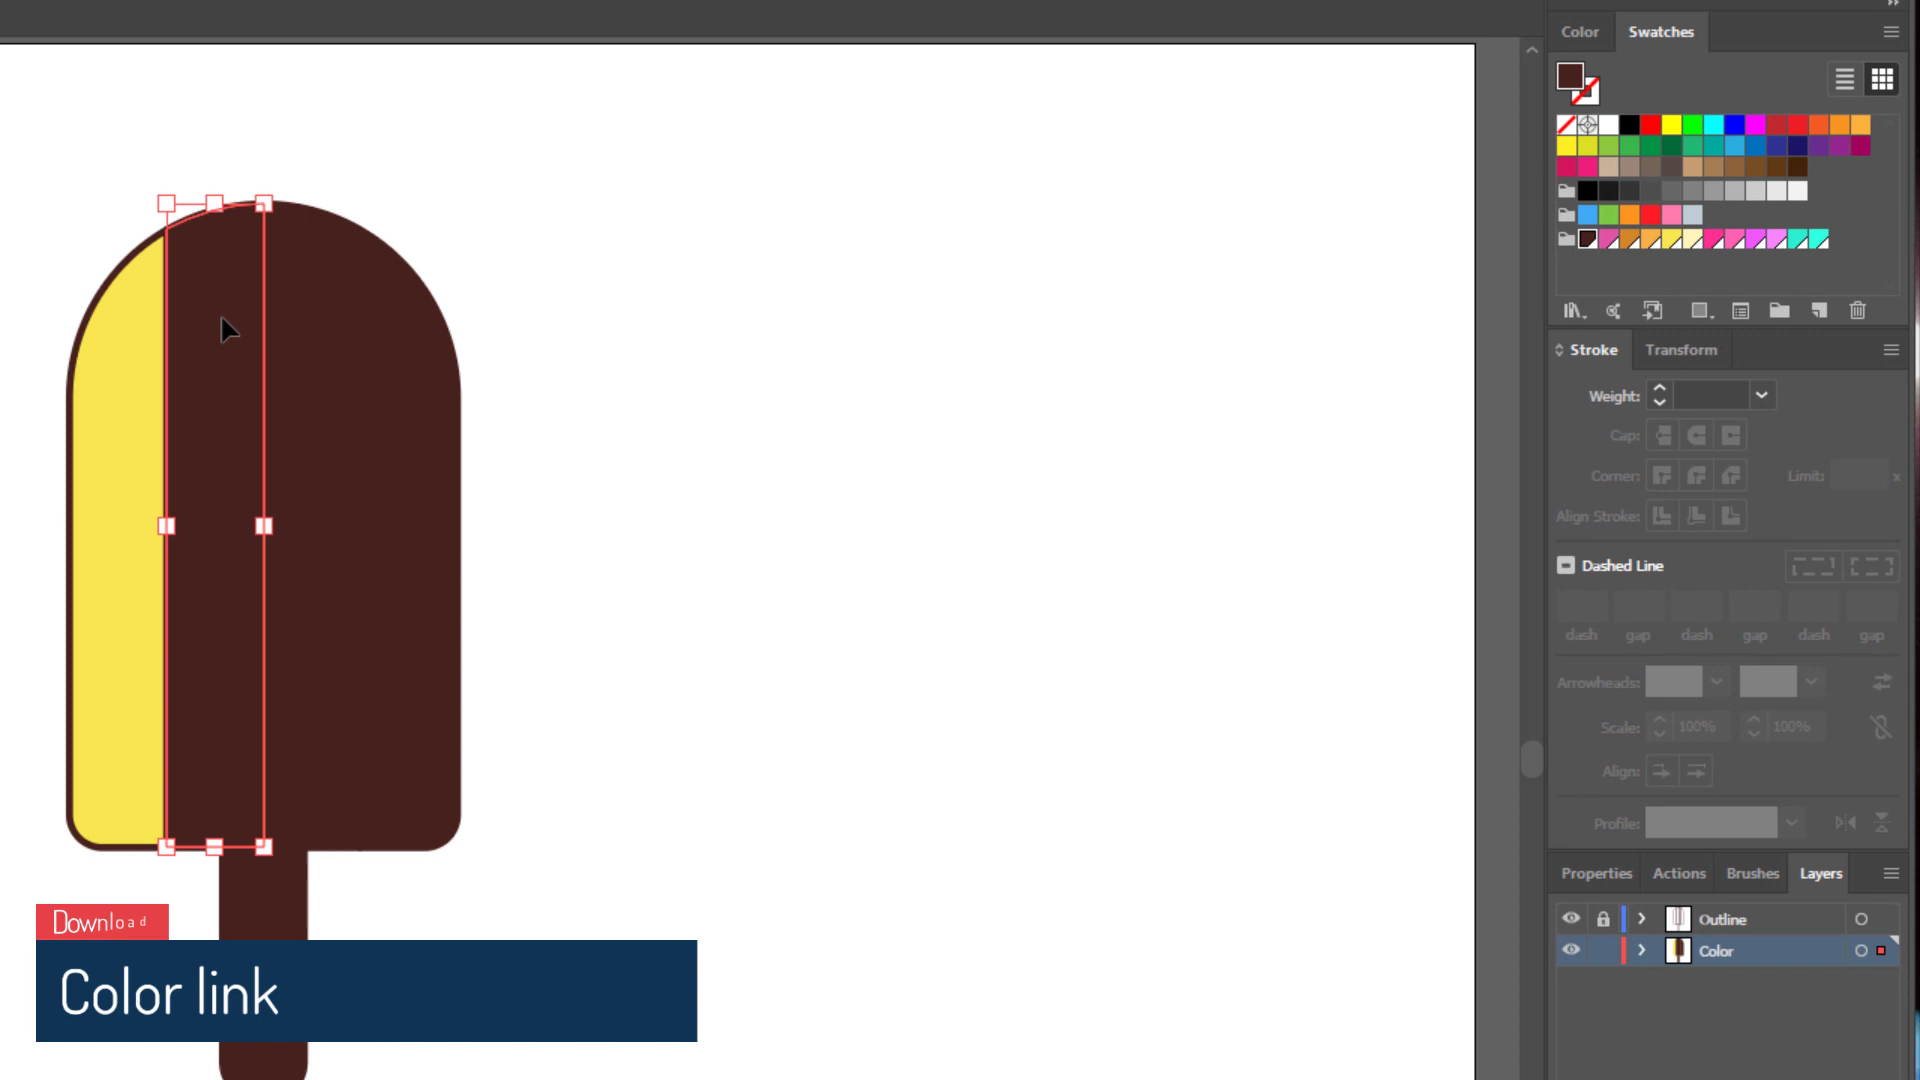 Color
Swatches
Stroke
Transform
Weight:
Cap:
Corner:
Limit:
x
Align Stroke:
Dashed Line
dash
gap
dash
gap
dash
gap
Arrowheads:
Scale:
100%
100%
Align:
Profile:
Properties
Actions
Brushes
Layers
Outline
Color
Download
Color link